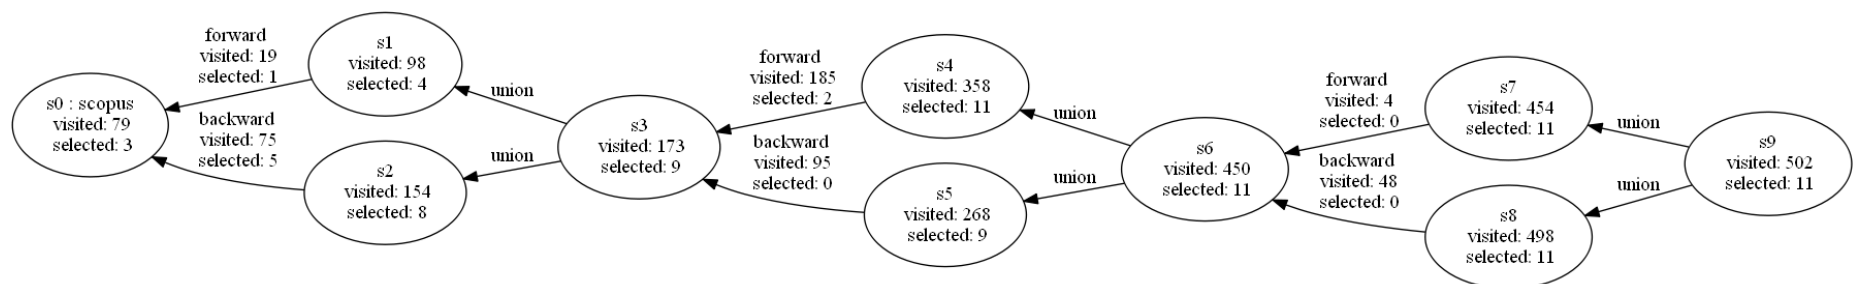 s0 : scopus
visited: 79
selected: 3
forward
visited: 19
selected: 1
backward
visited: 75
selected: 5
s1
visited: 98
selected: 4
s2
visited: 154
selected: 8
union
union
s3
visited: 173
selected: 9
forward
visited: 185
selected: 2
backward
visited: 95
selected: 0
s4
visited: 358
selected: 11
s5
visited: 268
selected: 9
union
union
s6
visited: 450
selected: 11
forward
visited: 4
selected: 0
backward
visited: 48
selected: 0
s7
visited: 454
selected: 11
s8
visited: 498
selected: 11
union
union
s9
visited: 502
selected: 11